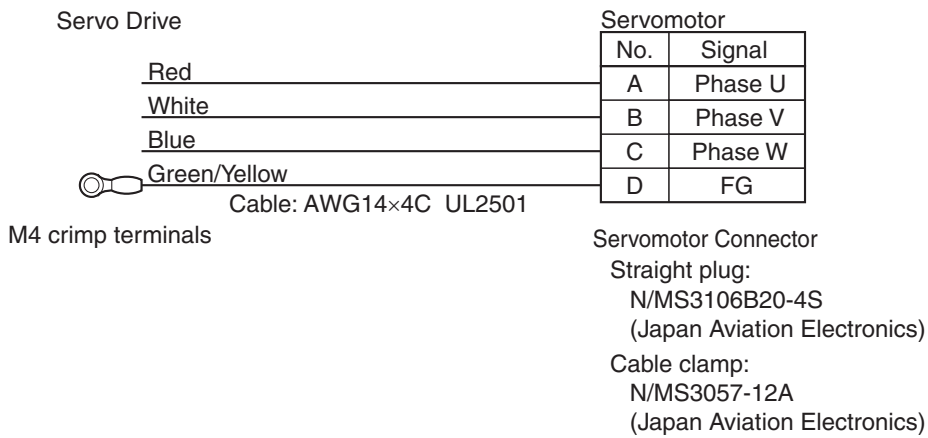 Servo Drive
Servomotor
No. Signal
Red
A Phase U
White
B Phase V
Blue
C Phase W
Green/Yellow
D FG
Cable: AWG14×4C UL2501
M4 crimp terminals
Servomotor Connector
Straight plug:
N/MS3106B20-4S
(Japan Aviation Electronics)
Cable clamp:
N/MS3057-12A
(Japan Aviation Electronics)